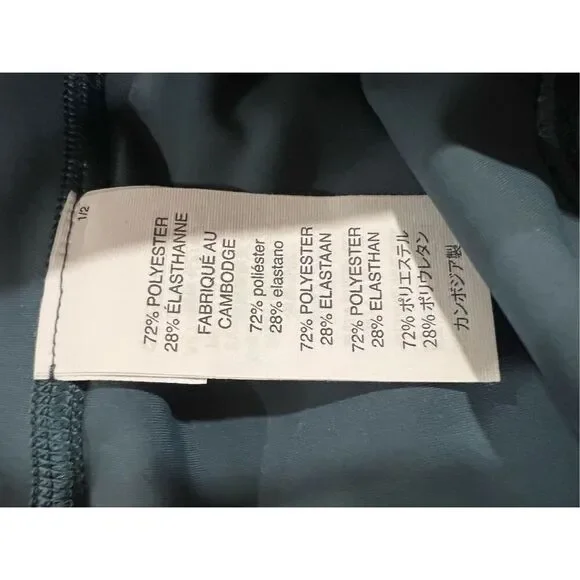 1/2
72% POLYESTER
28% ÉLASTHANNE
FABRIQUÉ AU
CAMBODGE
72% poliéster
28% elastano
72% POLYESTER
28% ELASTAAN
72% POLYESTER
28% ELASTHAN
72% ポリエステル
28% ポリウレタン
カンボジア製